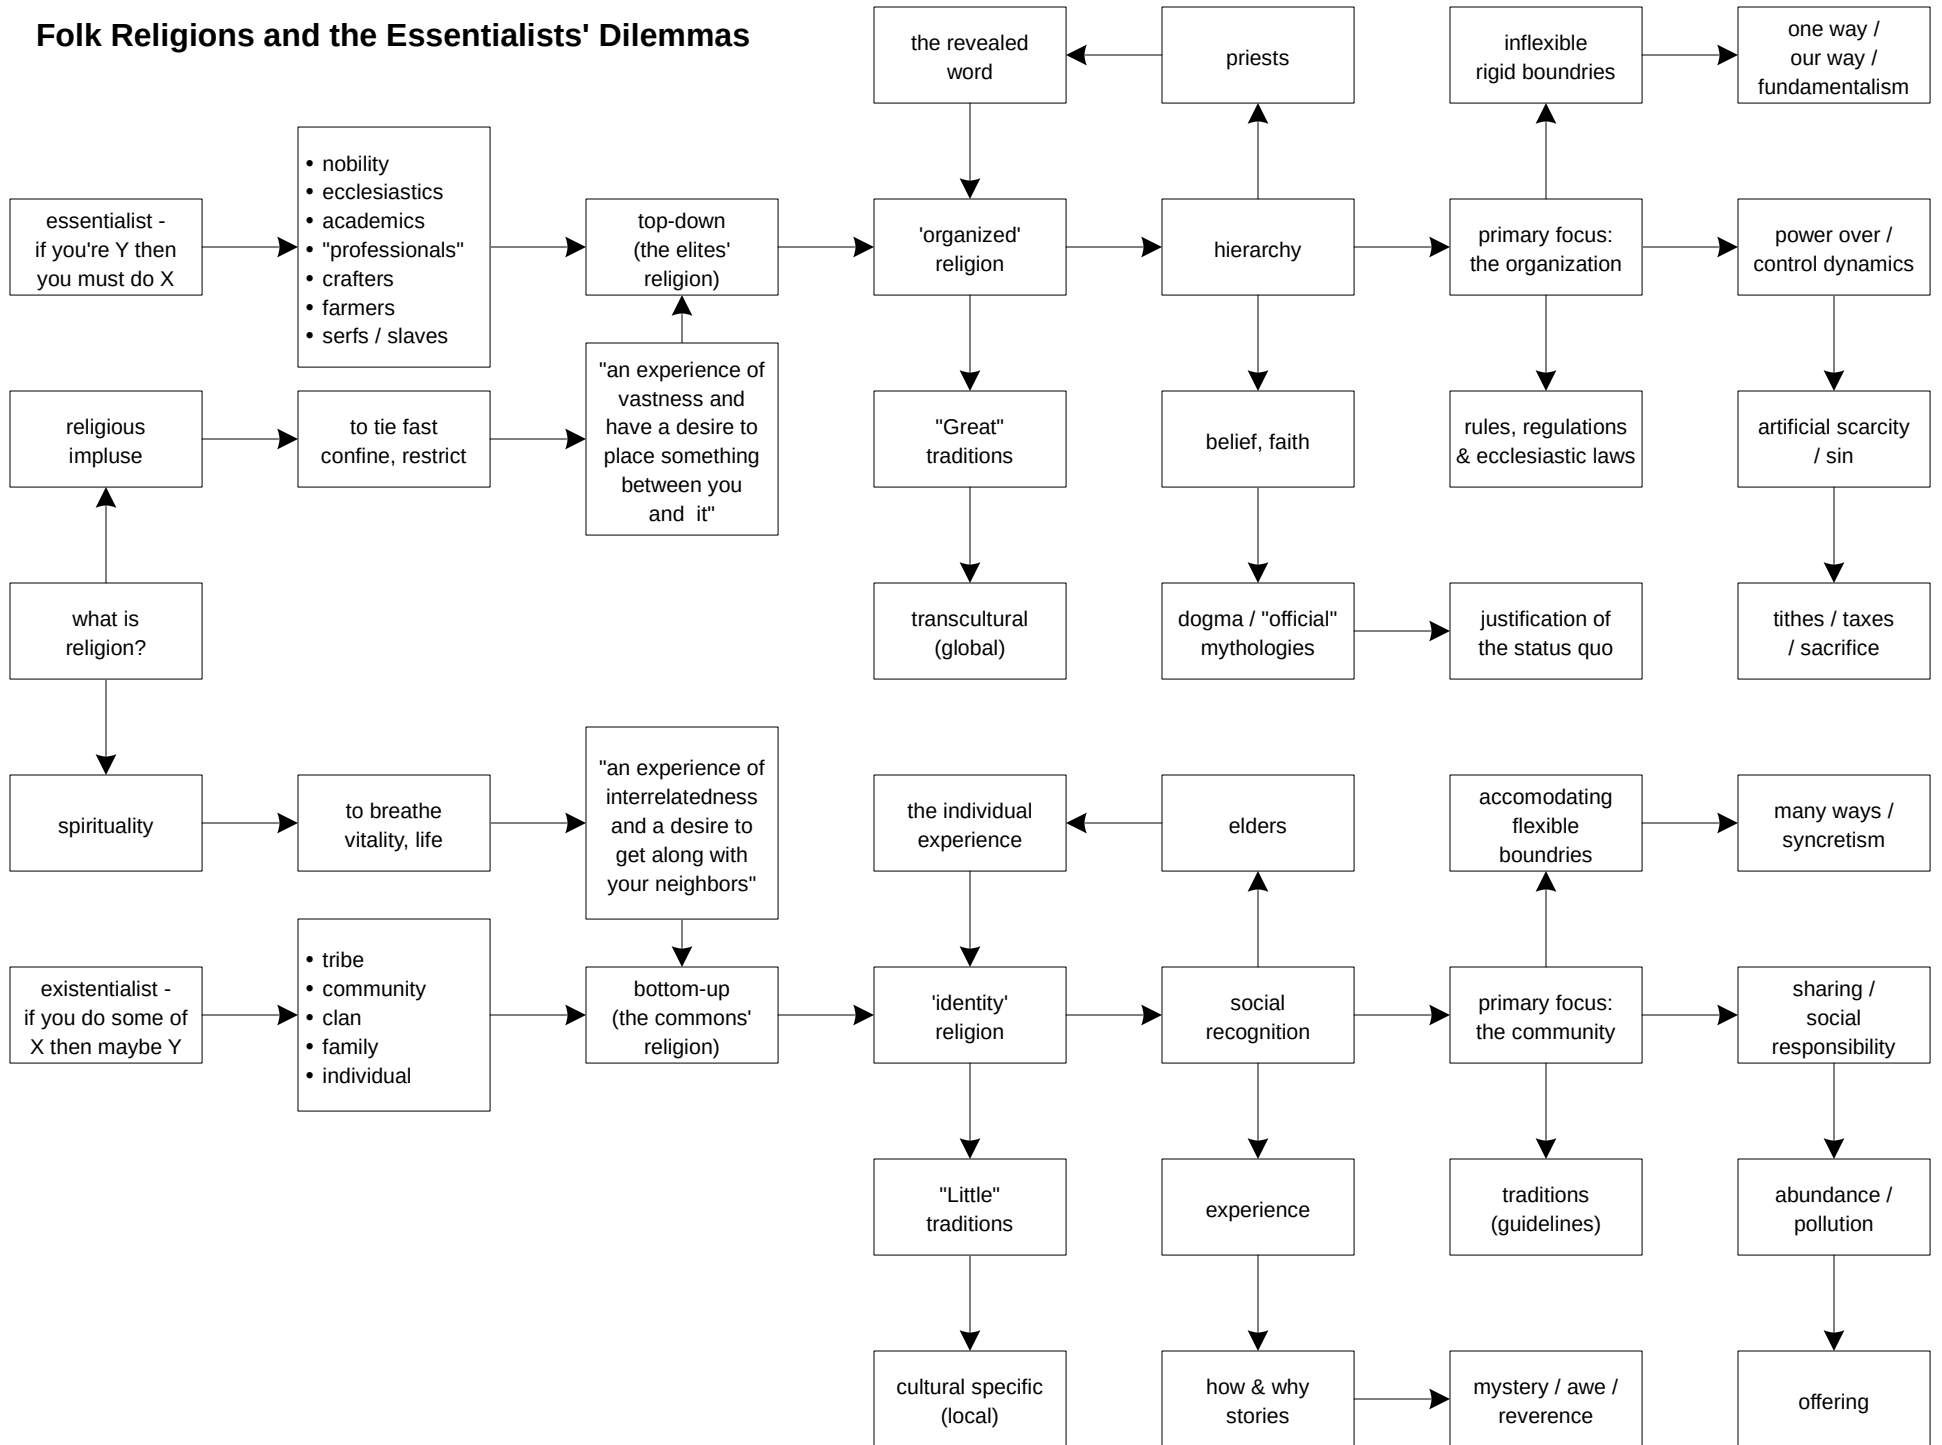 Folk Religions and the Essentialists' Dilemmas
the revealed
word
priests
inflexible
rigid boundries
one way /
our way /
fundamentalism
essentialist -
if you're Y then
you must do X
• nobility
• ecclesiastics
• academics
• "professionals"
• crafters
• farmers
• serfs / slaves
top-down
(the elites'
religion)
'organized'
religion
hierarchy
primary focus:
the organization
power over /
control dynamics
religious
impluse
to tie fast
confine, restrict
"an experience of
vastness and
have a desire to
place something
between you
and  it"
"Great"
traditions
belief, faith
rules, regulations
& ecclesiastic laws
artificial scarcity
/ sin
what is
religion?
transcultural
(global)
dogma / "official"
mythologies
justification of
the status quo
tithes / taxes
/ sacrifice
spirituality
to breathe
vitality, life
"an experience of
interrelatedness
and a desire to
get along with
your neighbors"
the individual
experience
elders
accomodating
flexible
boundries
many ways /
syncretism
existentialist -
if you do some of
X then maybe Y
• tribe
• community
• clan
• family
• individual
bottom-up
(the commons'
religion)
'identity'
religion
social
recognition
primary focus:
the community
sharing /
social
responsibility
"Little"
traditions
experience
traditions
(guidelines)
abundance /
pollution
cultural specific
(local)
how & why
stories
mystery / awe /
reverence
offering